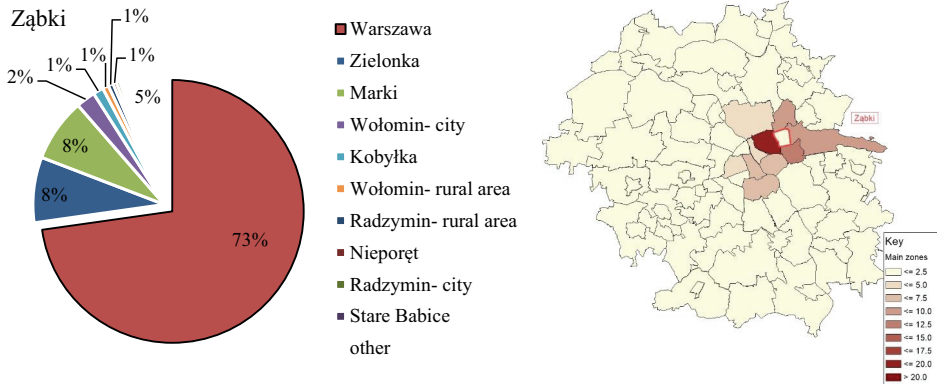 Ząbki
1%
1%
1%
1%
2%
5%
8%
8%
73%
Warszawa
Zielonka
Marki
Wołomin- city
Kobyłka
Wołomin- rural area
Radzymin- rural area
Nieporęt
Radzymin- city
Stare Babice
other
Ząbki
Key
Main zones
<= 2.5
<= 5.0
<= 7.5
<= 10.0
<= 12.5
<= 15.0
<= 17.5
<= 20.0
> 20.0